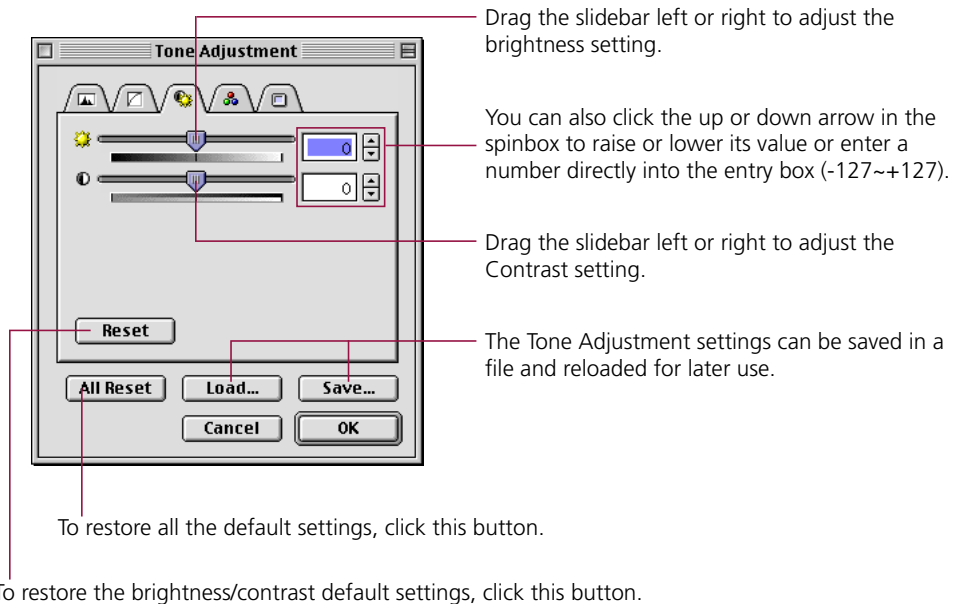 Drag the slidebar left or right to adjust the
brightness setting.
Tone Adjustment
You can also click the up or down arrow in the
spinbox to raise or lower its value or enter a
number directly into the entry box (-127~+127).
0
0
Drag the slidebar left or right to adjust the
Contrast setting.
Reset
The Tone Adjustment settings can be saved in a
file and reloaded for later use.
All Reset
Load...
Save...
Cancel
OK
To restore all the default settings, click this button.
To restore the brightness/contrast default settings, click this button.